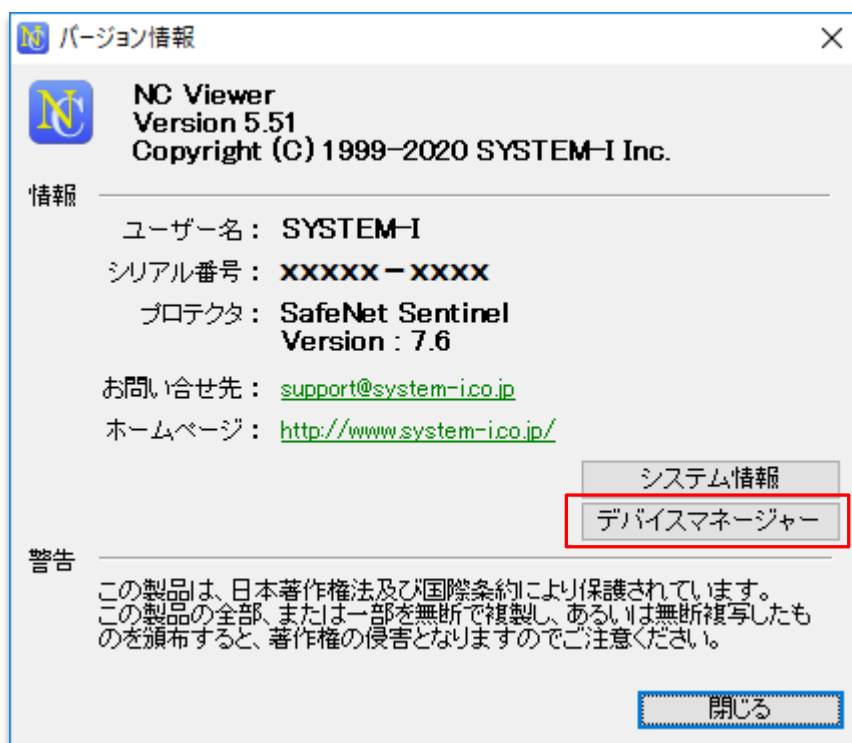 バージョン情報
NC Viewer
Version 5.51
Copyright (C) 1999-2020 SYSTEM-I Inc.
情報
ユーザー名： SYSTEM-I
シリアル番号： xxxxx－xxxx
プロテクタ： SafeNet Sentinel
Version : 7.6
お問い合せ先： support@system-i.co.jp
ホームページ： http://www.system-i.co.jp/
システム情報
デバイスマネージャー
警告
この製品は、日本著作権法及び国際条約により保護されています。
この製品の全部、または一部を無断で複製し、あるいは無断複写したも
のを頒布すると、著作権の侵害となりますのでご注意ください。
閉じる